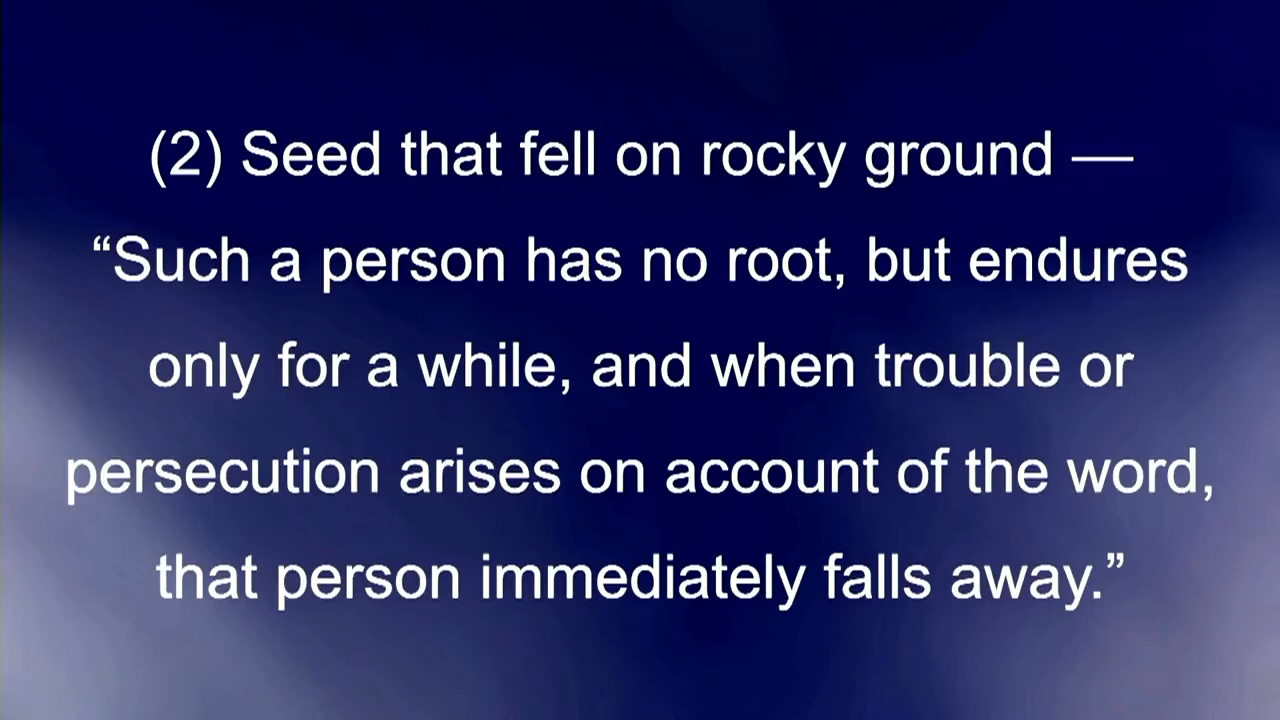 (2) Seed that fell on rocky ground —
“Such a person has no root, but endures
only for a while, and when trouble or
persecution arises on account of the word,
that person immediately falls away.”